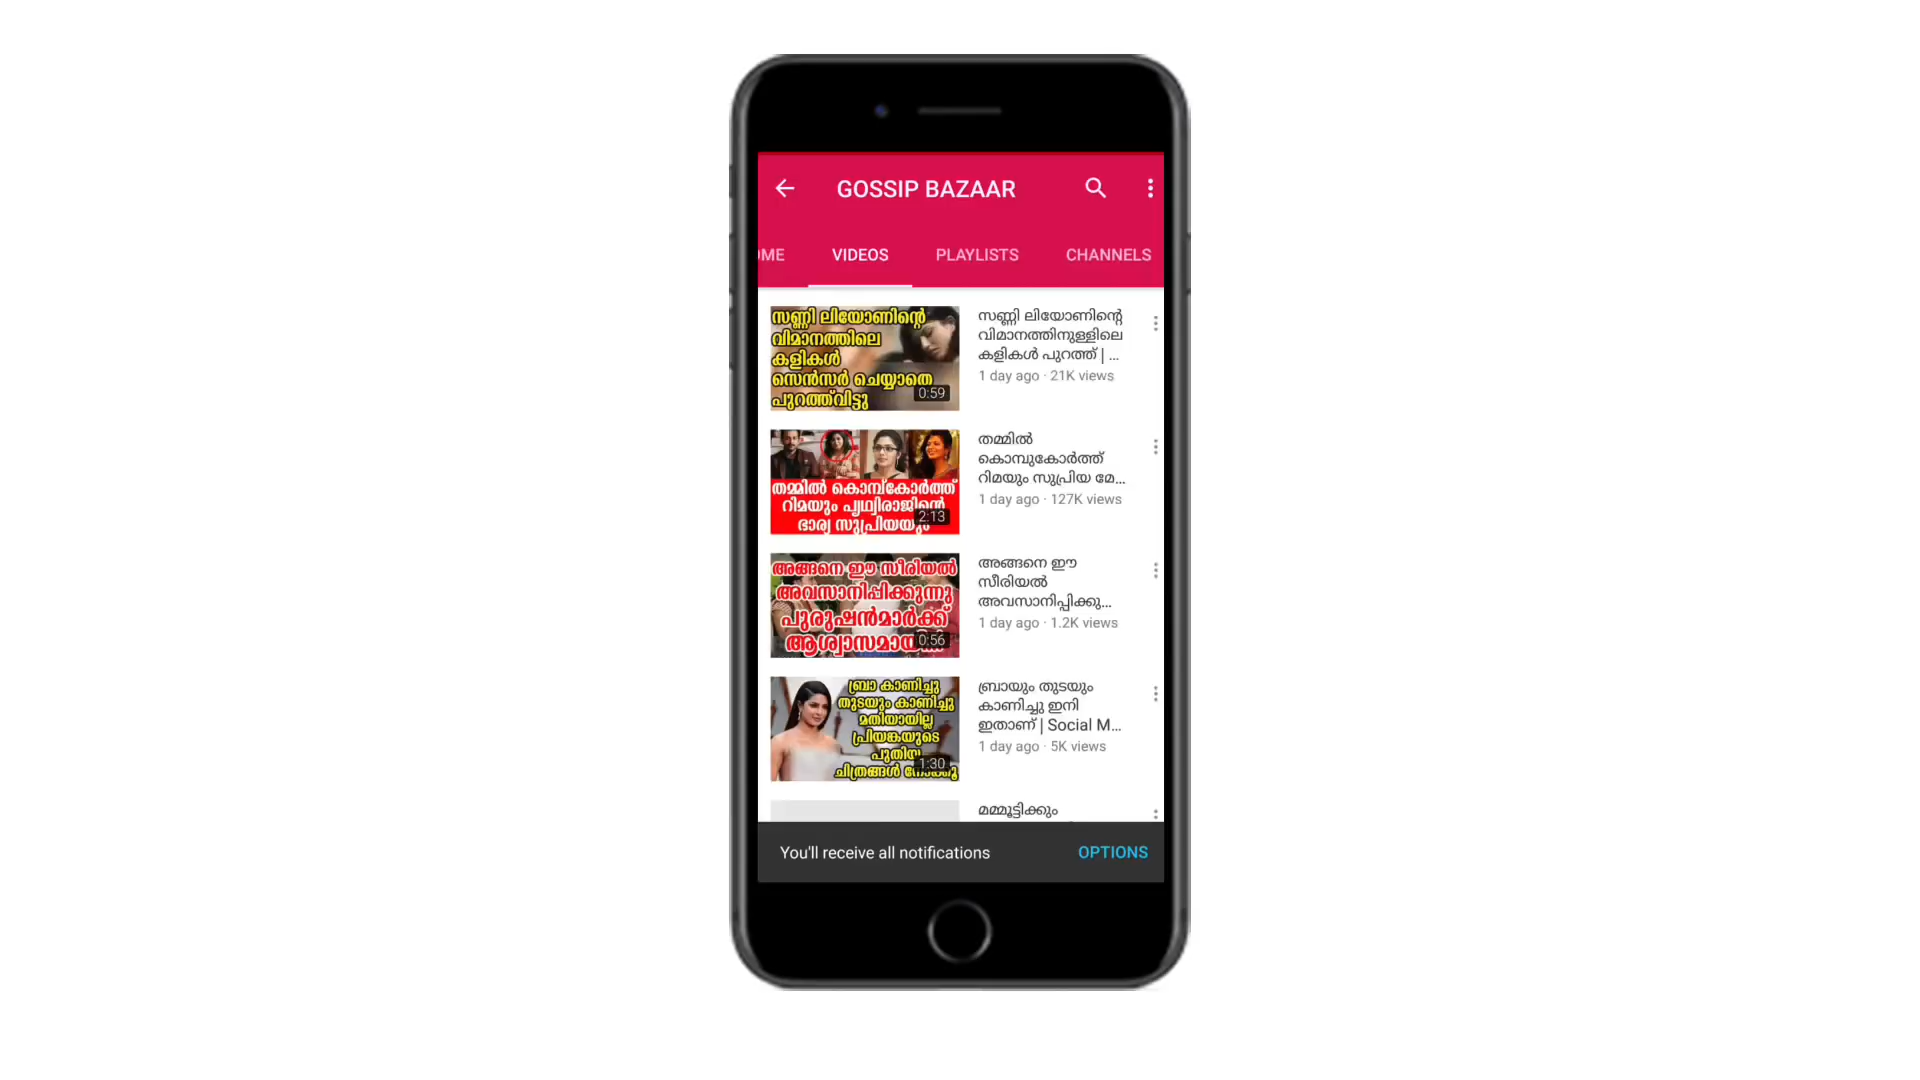 GOSSIP BAZAAR
OME VIDEOS PLAYLISTS CHANNELS
സണ്ണി ലിയോണിന്റെ
വിമാനത്തിലെ
കളികൾ
സെൻസർ ചെയ്യാതെ
പുറത്ത്‌വിട്ടു
0:59
സണ്ണി ലിയോണിന്റെ
വിമാനത്തിനുള്ളിലെ
കളികൾ പുറത്ത് | ...
1 day ago · 21K views
തമ്മിൽ കൊമ്പ്കോർത്ത്
റിമയും പൃഥ്വിരാജിന്റെ
ഭാര്യ സുപ്രിയയും
2:13
തമ്മിൽ
കൊമ്പുകോർത്ത്
റിമയും സുപ്രിയ മേ...
1 day ago · 127K views
അങ്ങനെ ഈ സീരിയൽ
അവസാനിപ്പിക്കുന്നു
പുരുഷൻമാർക്ക്
0:56
അങ്ങനെ ഈ
സീരിയൽ
അവസാനിപ്പിക്കു...
1 day ago · 1.2K views
ബ്രാ കാണിച്ചു
തുടയും കാണിച്ചു
മതിയായില്ല
പ്രിയങ്കയുടെ
പുതിയ
ചിത്രങ്ങൾ നോക്കൂ
1:30
ബ്രായും തുടയും
കാണിച്ചു ഇനി
ഇതാണ് | Social M...
1 day ago · 5K views
മമ്മൂട്ടിക്കും
You'll receive all notifications OPTIONS